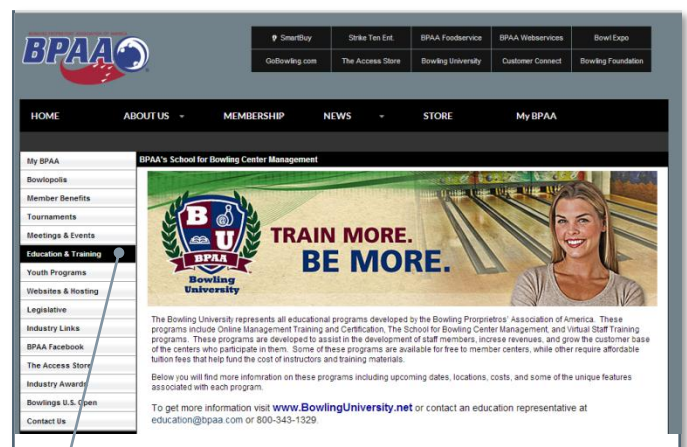 BOWLING PROPRIETORS' ASSOCIATION OF AMERICA
BPAA
SmartBuy
Strike Ten Ent.
BPAA Foodservice
BPAA Webservices
Bowl Expo
GoBowling.com
The Access Store
Bowling University
Customer Connect
Bowling Foundation
HOME
ABOUT US
MEMBERSHIP
NEWS
STORE
My BPAA
My BPAA
Bowlopolis
Member Benefits
Tournaments
Meetings & Events
Education & Training
Youth Programs
Websites & Hosting
Legislative
Industry Links
BPAA Facebook
The Access Store
Industry Awards
Bowlings U.S. Open
Contact Us
BPAA's School for Bowling Center Management
B
U
BPAA
Bowling
University
TRAIN MORE.
BE MORE.
The Bowling University represents all educational programs developed by the Bowling Proprietros' Association of America. These
programs include Online Management Training and Certification, The School for Bowling Center Management, and Virtual Staff Training
programs. These programs are developed to assist in the development of staff members, increse revenues, and grow the customer base
of the centers who participate in them. Some of these programs are available for free to member centers, while other require affordable
tuition fees that help fund the cost of instructors and training materials.
Below you will find more infomration on these programs including upcoming dates, locations, costs, and some of the unique features
associated with each program.
To get more information visit www.BowlingUniversity.net or contact an education representative at
education@bpaa.com or 800-343-1329.